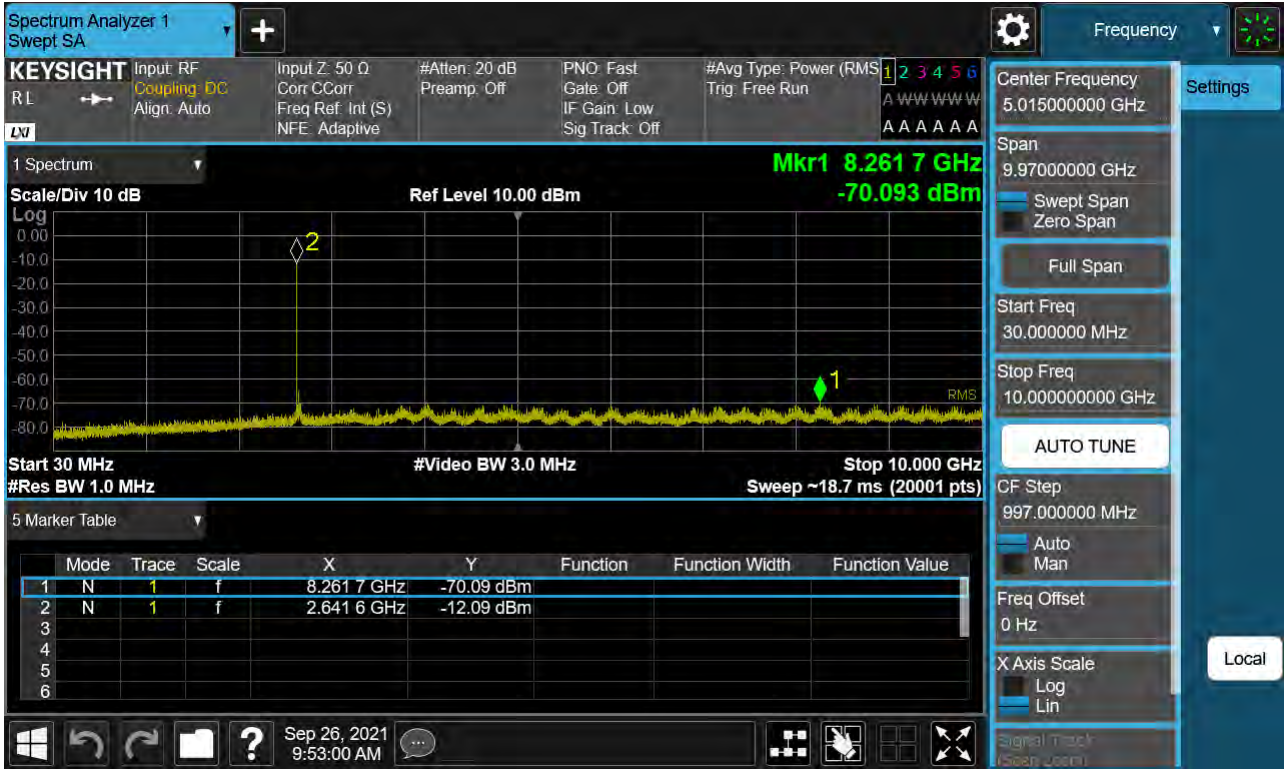 Spectrum Analyzer 1
Swept SA
+
Frequency
KEYSIGHT
RL
LXI
Input: RF
Coupling: DC
Align: Auto
Input Z: 50 Ω
Corr CCorr
Freq Ref: Int (S)
NFE: Adaptive
#Atten: 20 dB
Preamp: Off
PNO: Fast
Gate: Off
IF Gain: Low
Sig Track: Off
#Avg Type: Power (RMS
Trig: Free Run
1 2 3 4 5 6
A W W W W W
A A A A A A
Center Frequency
5.015000000 GHz
Settings
1 Spectrum
Mkr1 8.261 7 GHz
Scale/Div 10 dB
Ref Level 10.00 dBm
-70.093 dBm
Log
0.00
-10.0
-20.0
-30.0
-40.0
-50.0
-60.0
-70.0
-80.0
2
1
RMS
Start 30 MHz
#Video BW 3.0 MHz
Stop 10.000 GHz
#Res BW 1.0 MHz
Sweep ~18.7 ms (20001 pts)
Span
9.97000000 GHz
Swept Span
Zero Span
Full Span
Start Freq
30.000000 MHz
Stop Freq
10.000000000 GHz
AUTO TUNE
CF Step
997.000000 MHz
Auto
Man
Freq Offset
0 Hz
X Axis Scale
Log
Lin
Signal Track
(Span Zoom)
Local
5 Marker Table
Mode Trace Scale X Y Function Function Width Function Value
1 N 1 f 8.261 7 GHz -70.09 dBm
2 N 1 f 2.641 6 GHz -12.09 dBm
3
4
5
6
?
Sep 26, 2021
9:53:00 AM